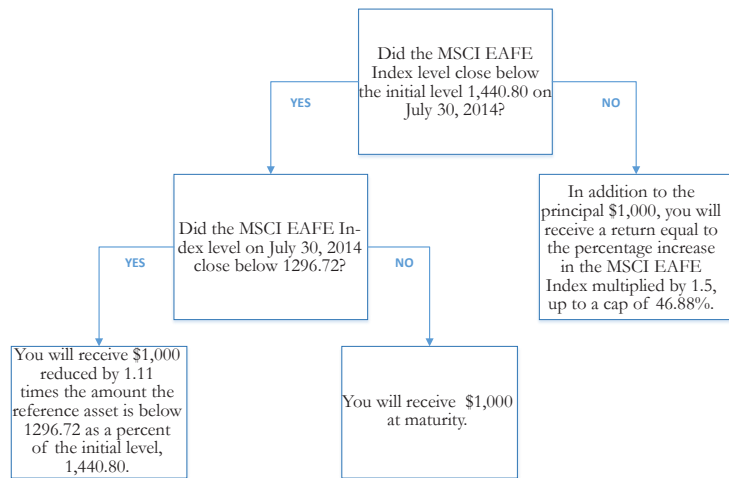 Did the MSCI EAFE
Index level close below
the initial level 1,440.80 on
July 30, 2014?
YES
NO
Did the MSCI EAFE In-
dex level on July 30, 2014
close below 1296.72?
In addition to the
principal $1,000, you will
receive a return equal to
the percentage increase
in the MSCI EAFE
Index multiplied by 1.5,
up to a cap of 46.88%.
YES
NO
You will receive $1,000
reduced by 1.11
times the amount the
reference asset is below
1296.72 as a percent
of the initial level,
1,440.80.
You will receive $1,000
at maturity.